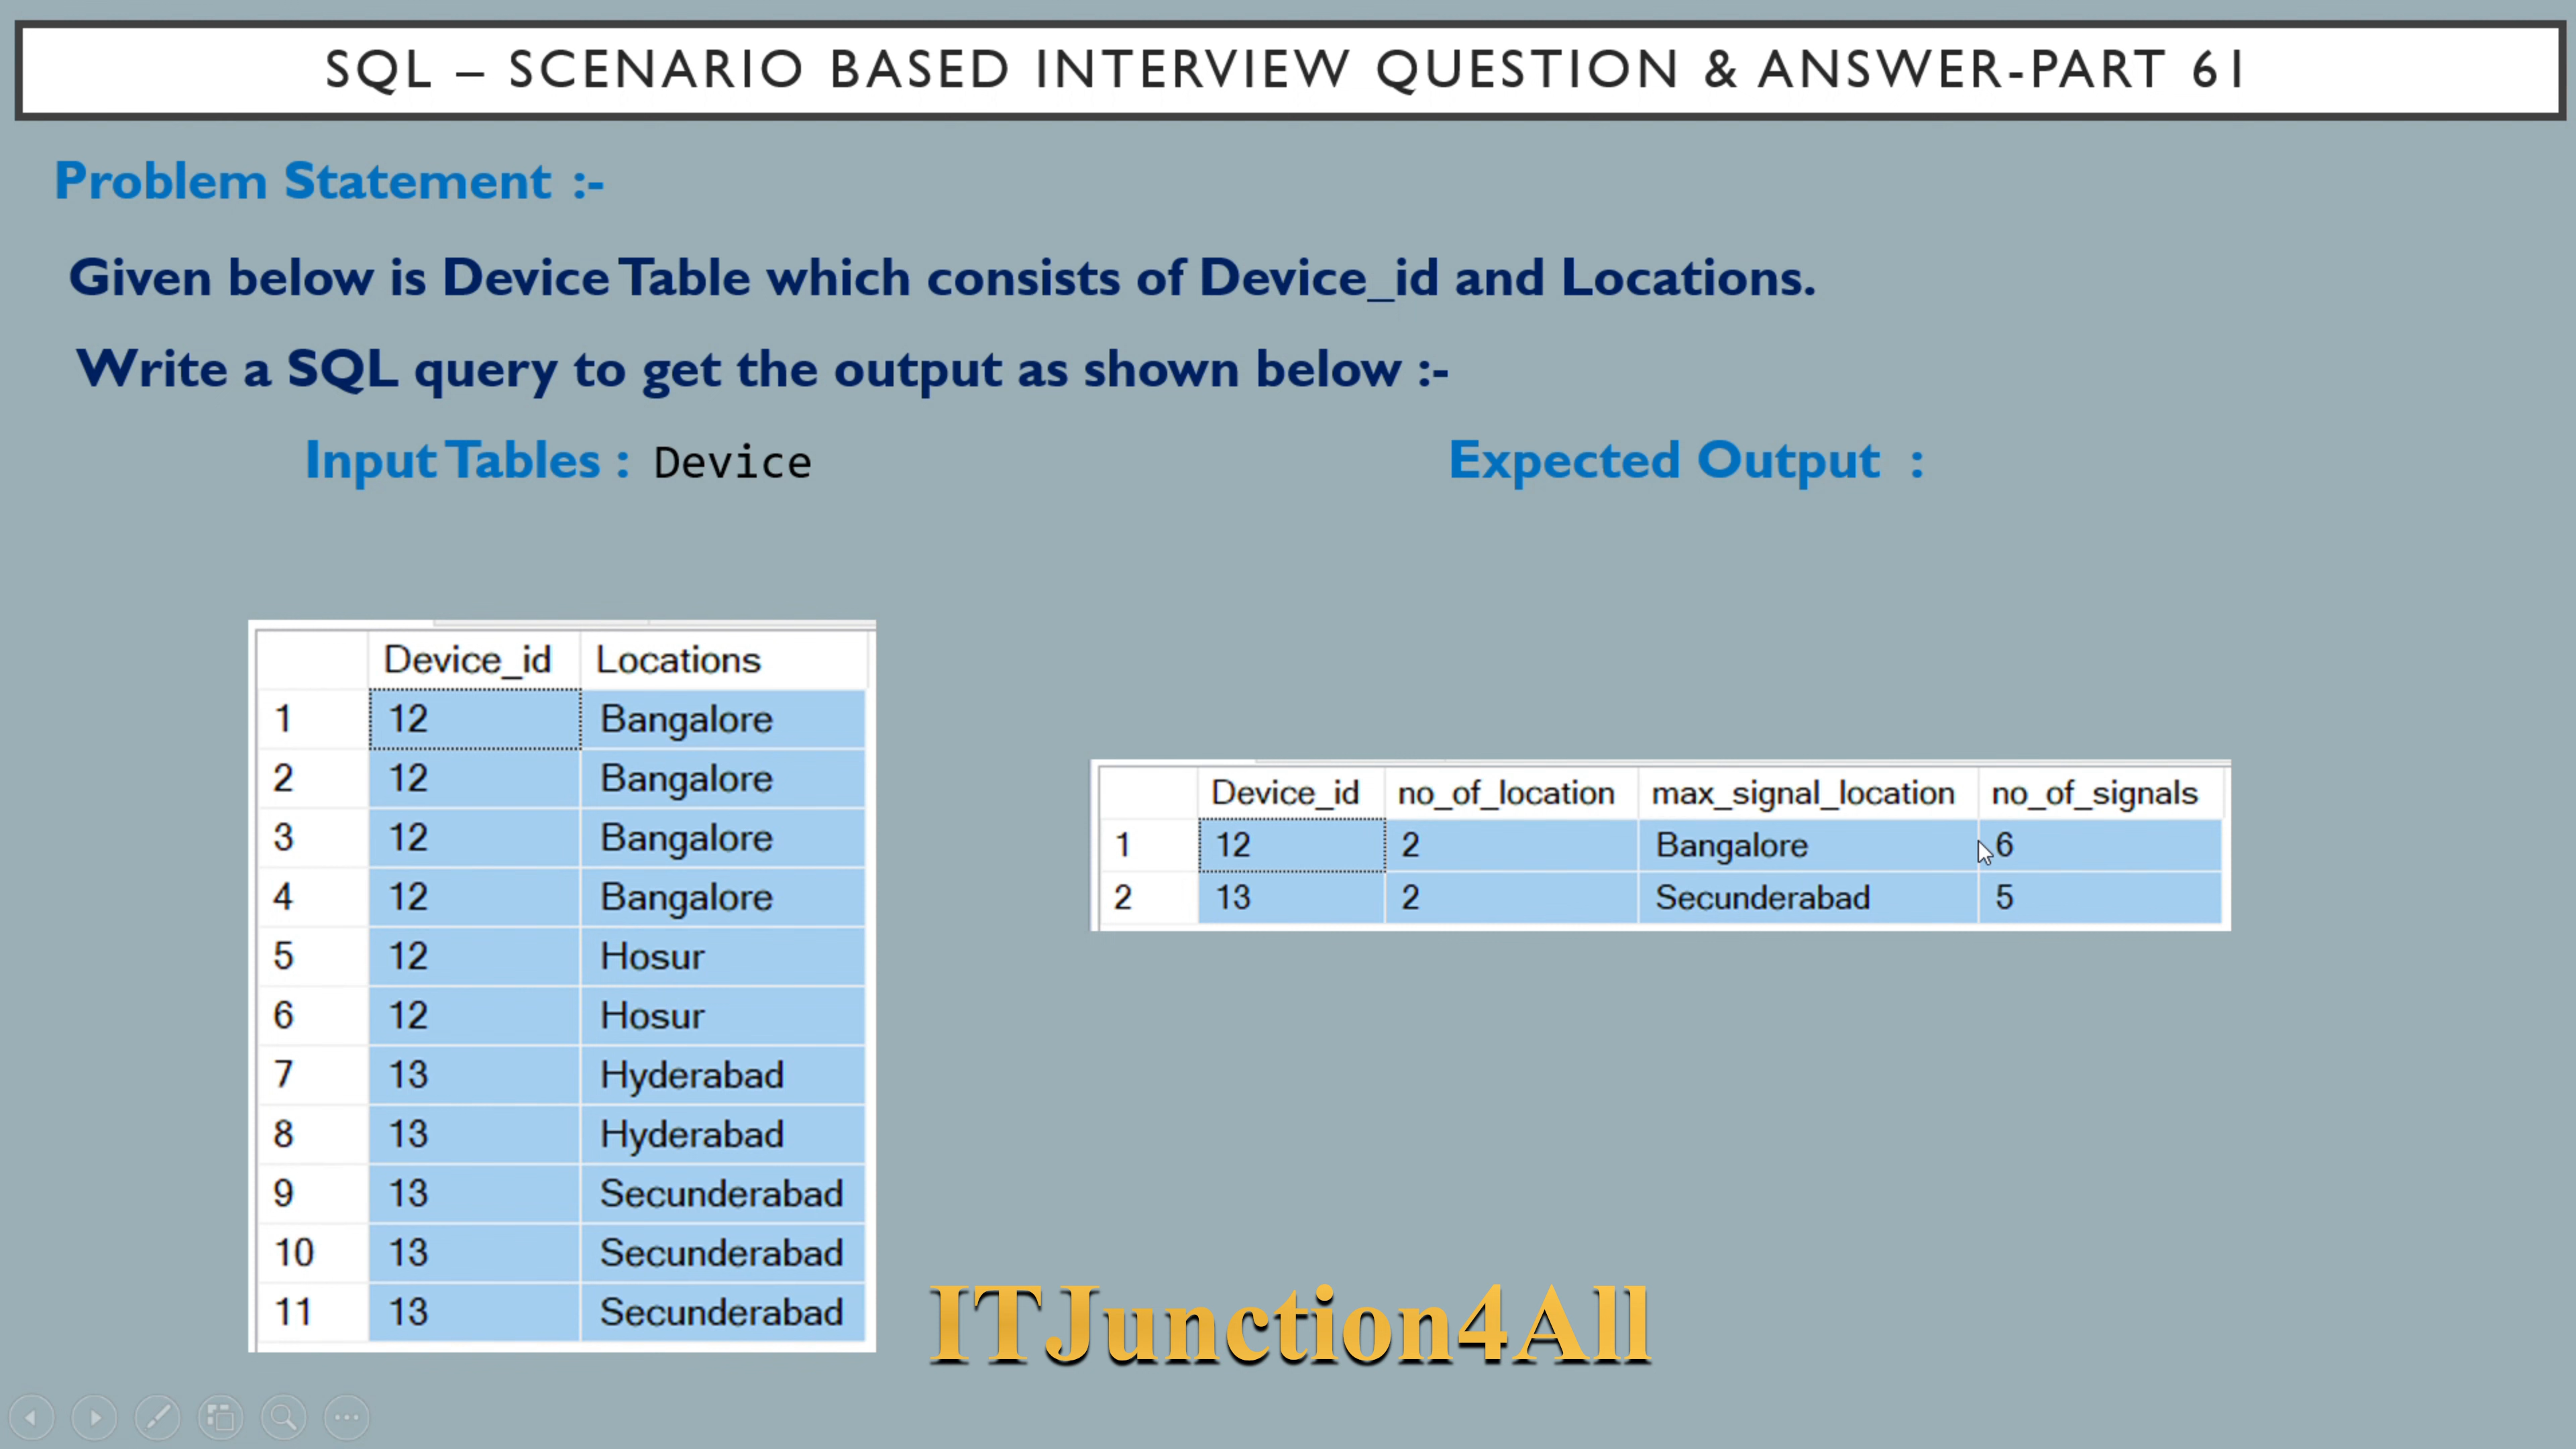 SQL – SCENARIO BASED INTERVIEW QUESTION & ANSWER-PART 61
Problem Statement :-
Given below is Device Table which consists of Device_id and Locations.
Write a SQL query to get the output as shown below :-
Input Tables : Device
Expected Output :
Device_id Locations
1 12 Bangalore
2 12 Bangalore
3 12 Bangalore
4 12 Bangalore
5 12 Hosur
6 12 Hosur
7 13 Hyderabad
8 13 Hyderabad
9 13 Secunderabad
10 13 Secunderabad
11 13 Secunderabad
Device_id no_of_location max_signal_location no_of_signals
1 12 2 Bangalore 6
2 13 2 Secunderabad 5
ITJunction4All